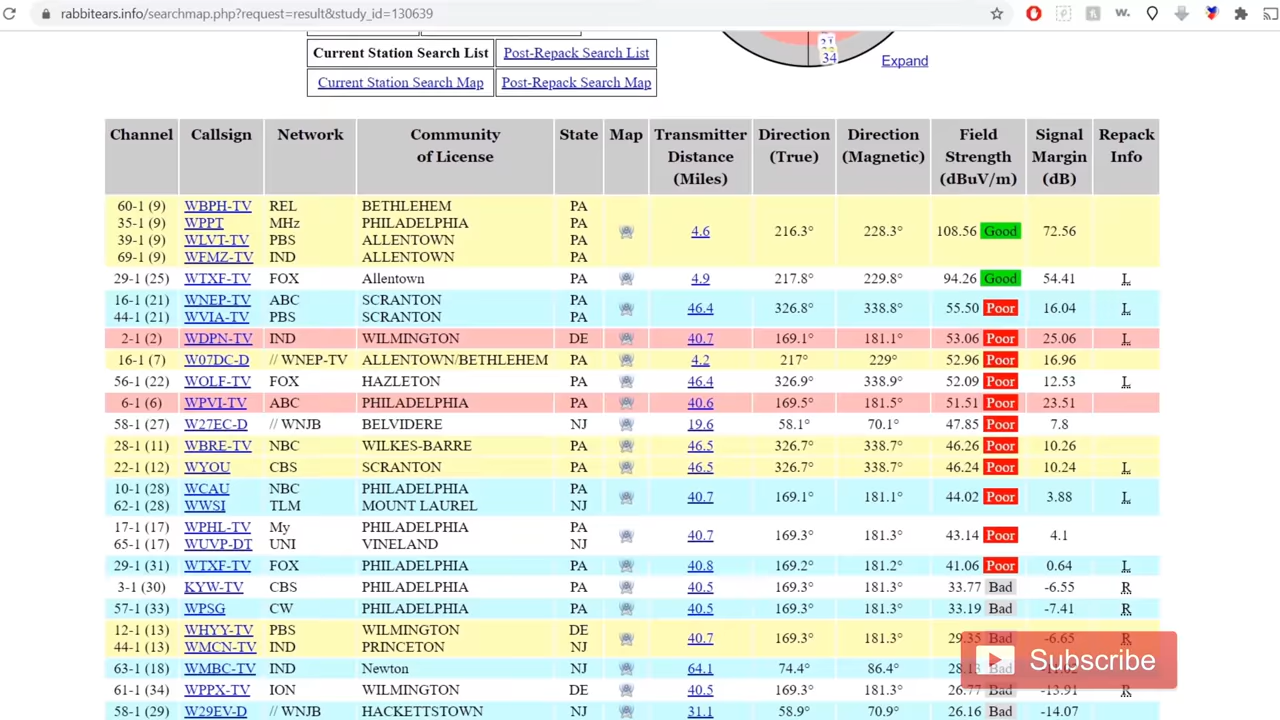 rabbitears.info/searchmap.php?request=result&study_id=130639
w.
21
34
Current Station Search List Post-Repack Search List Expand
Current Station Search Map Post-Repack Search Map
Channel Callsign Network Community of License State Map Transmitter Distance (Miles) Direction (True) Direction (Magnetic) Field Strength (dBuV/m) Signal Margin (dB) Repack Info
60-1 (9) WBPH-TV REL BETHLEHEM PA
35-1 (9) WPPT MHz PHILADELPHIA PA 4.6 216.3° 228.3° 108.56 Good 72.56
39-1 (9) WLVT-TV PBS ALLENTOWN PA
69-1 (9) WFMZ-TV IND ALLENTOWN PA
29-1 (25) WTXF-TV FOX Allentown PA 4.9 217.8° 229.8° 94.26 Good 54.41 L
16-1 (21) WNEP-TV ABC SCRANTON PA 46.4 326.8° 338.8° 55.50 Poor 16.04 L
44-1 (21) WVIA-TV PBS SCRANTON PA
2-1 (2) WDPN-TV IND WILMINGTON DE 40.7 169.1° 181.1° 53.06 Poor 25.06 L
16-1 (7) W07DC-D // WNEP-TV ALLENTOWN/BETHLEHEM PA 4.2 217° 229° 52.96 Poor 16.96
56-1 (22) WOLF-TV FOX HAZLETON PA 46.4 326.9° 338.9° 52.09 Poor 12.53 L
6-1 (6) WPVI-TV ABC PHILADELPHIA PA 40.6 169.5° 181.5° 51.51 Poor 23.51
58-1 (27) W27EC-D // WNJB BELVIDERE NJ 19.6 58.1° 70.1° 47.85 Poor 7.8
28-1 (11) WBRE-TV NBC WILKES-BARRE PA 46.5 326.7° 338.7° 46.26 Poor 10.26
22-1 (12) WYOU CBS SCRANTON PA 46.5 326.7° 338.7° 46.24 Poor 10.24 L
10-1 (28) WCAU NBC PHILADELPHIA PA 40.7 169.1° 181.1° 44.02 Poor 3.88 L
62-1 (28) WWSI TLM MOUNT LAUREL NJ
17-1 (17) WPHL-TV My PHILADELPHIA PA 40.7 169.3° 181.3° 43.14 Poor 4.1
65-1 (17) WUVP-DT UNI VINELAND NJ
29-1 (31) WTXF-TV FOX PHILADELPHIA PA 40.8 169.2° 181.2° 41.06 Poor 0.64 L
3-1 (30) KYW-TV CBS PHILADELPHIA PA 40.5 169.3° 181.3° 33.77 Bad -6.55 R
57-1 (33) WPSG CW PHILADELPHIA PA 40.5 169.3° 181.3° 33.19 Bad -7.41 R
12-1 (13) WHYY-TV PBS WILMINGTON DE 40.7 169.3° 181.3° 29.35 Bad -6.65 R
44-1 (13) WMCN-TV IND PRINCETON NJ
63-1 (18) WMBC-TV IND Newton NJ 64.1 74.4° 86.4° Bad
Subscribe
61-1 (34) WPPX-TV ION WILMINGTON DE 40.5 169.3° 181.3° 26.77 Bad -13.91 R
58-1 (29) W29EV-D // WNJB HACKETTSTOWN NJ 31.1 58.9° 70.9° 26.16 Bad -14.07